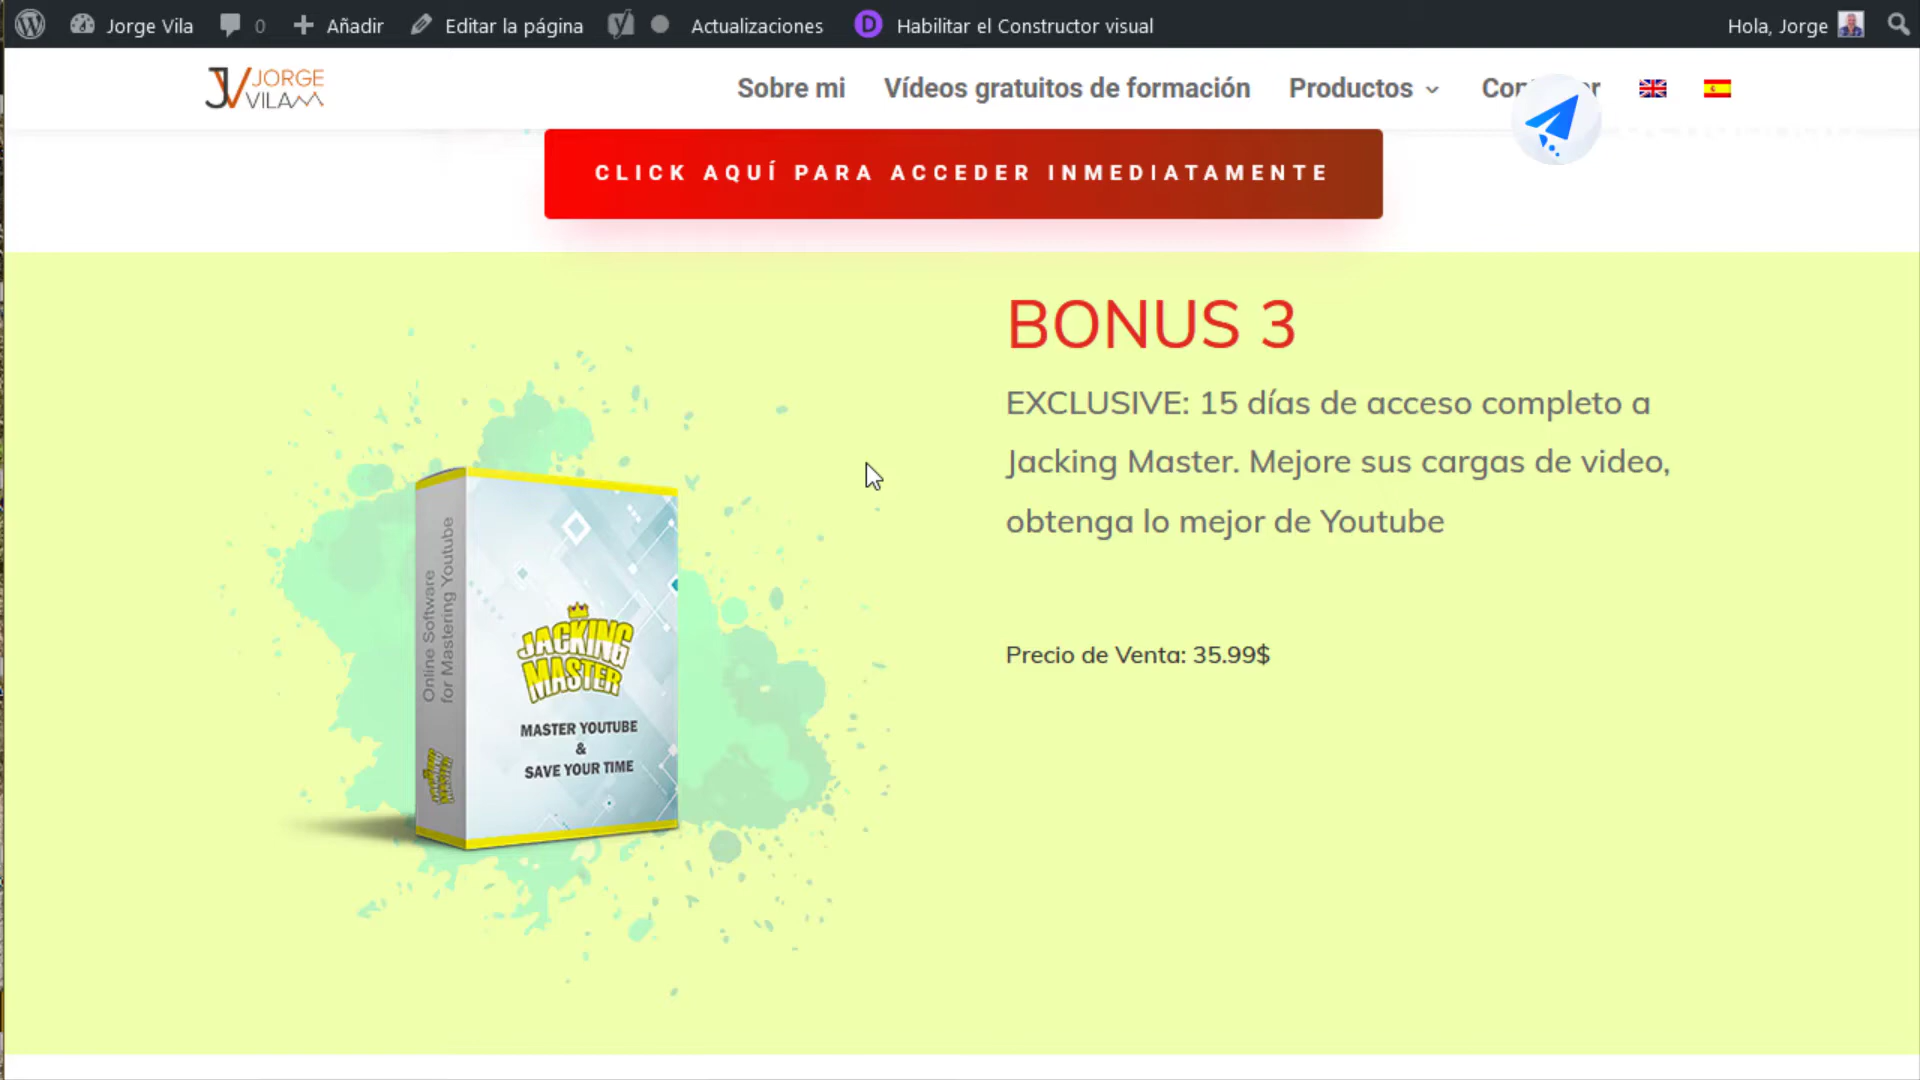 Jorge Vila 0 Añadir Editar la página Actualizaciones D Habilitar el Constructor visual Hola, Jorge
JORGE
VILA
Sobre mi Vídeos gratuitos de formación Productos
CLICK AQUÍ PARA ACCEDER INMEDIATAMENTE
BONUS 3
EXCLUSIVE: 15 días de acceso completo a
Jacking Master. Mejore sus cargas de video,
obtenga lo mejor de Youtube
Precio de Venta: 35.99$
Online Software
for Mastering Youtube
JACKING
MASTER
MASTER YOUTUBE
&
SAVE YOUR TIME
JACKING
MASTER